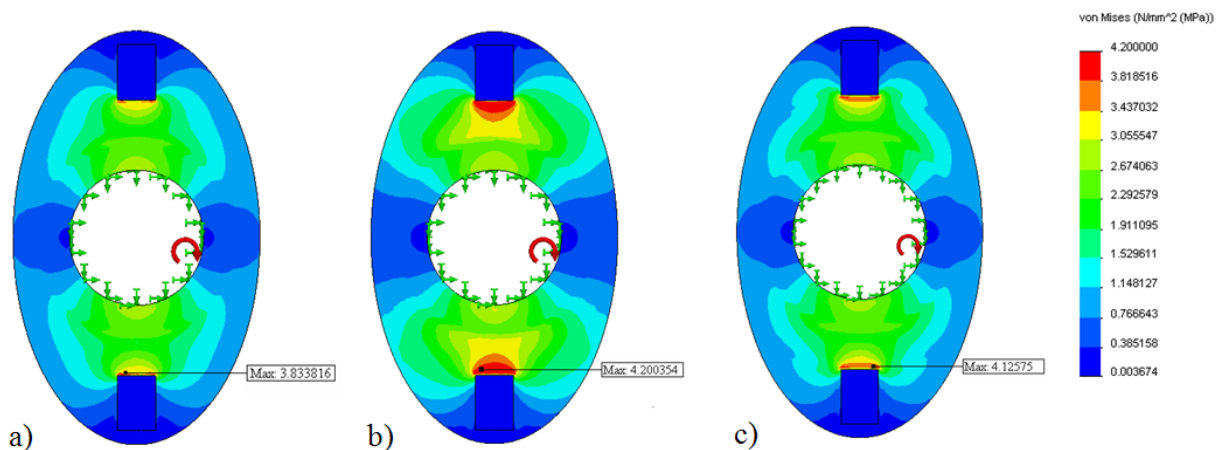 von Mises (N/mm^2 (MPa))
4.200000
3.818516
3.437032
3.055547
2.674063
2.292579
1.911095
1.529611
1.148127
0.766643
0.385158
0.003674
Max: 3.833816
Max: 4.200354
Max: 4.12575
a)
b)
c)